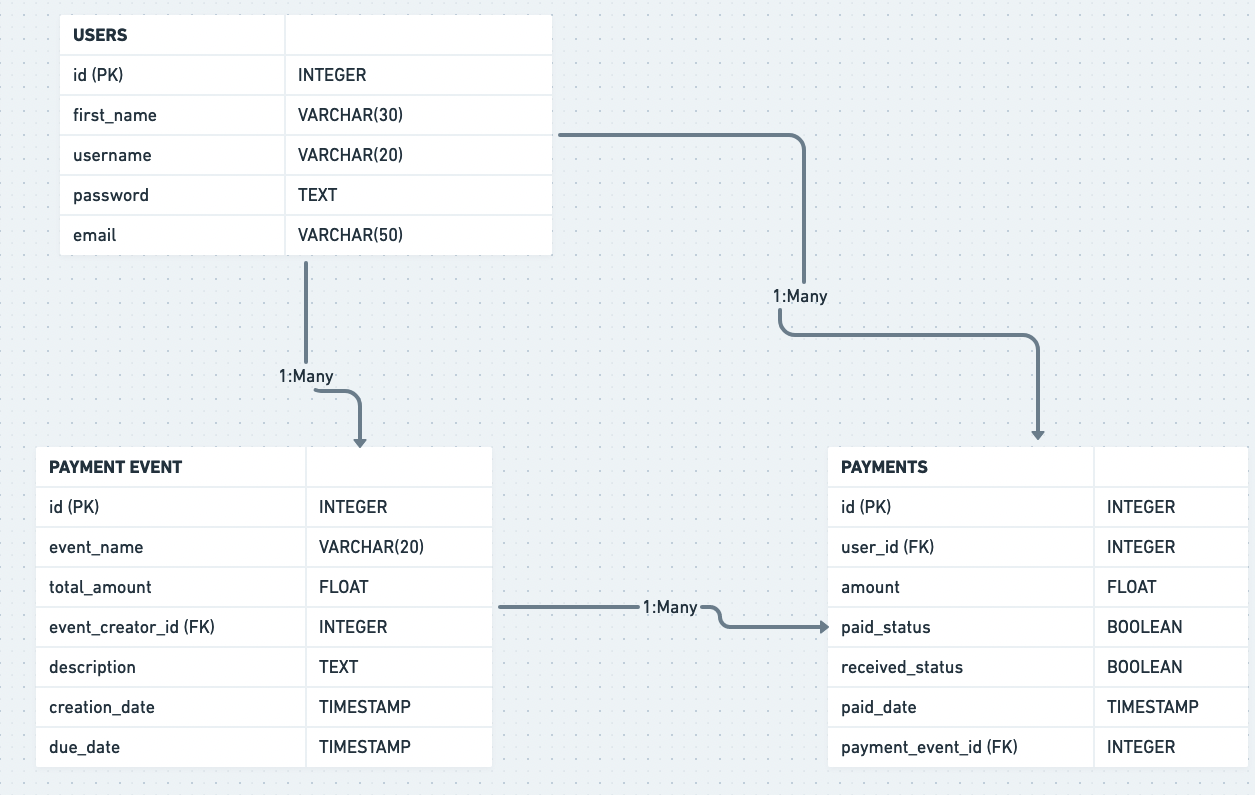 USERS
id (PK) INTEGER
first_name VARCHAR(30)
username VARCHAR(20)
password TEXT
email VARCHAR(50)
1:Many
1:Many
PAYMENT EVENT
id (PK) INTEGER
event_name VARCHAR(20)
total_amount FLOAT
event_creator_id (FK) INTEGER
description TEXT
creation_date TIMESTAMP
due_date TIMESTAMP
1:Many
PAYMENTS
id (PK) INTEGER
user_id (FK) INTEGER
amount FLOAT
paid_status BOOLEAN
received_status BOOLEAN
paid_date TIMESTAMP
payment_event_id (FK) INTEGER